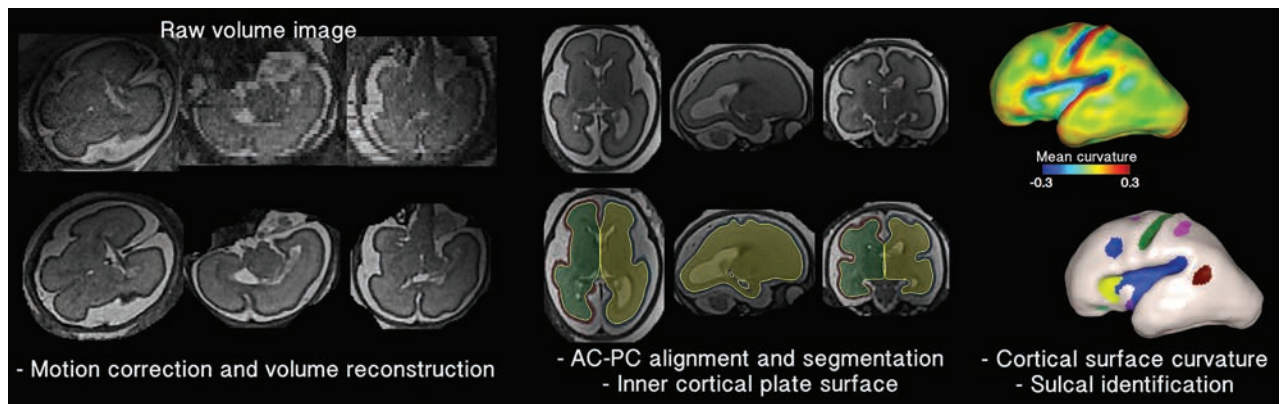 Raw volume image
- Motion correction and volume reconstruction
- AC-PC alignment and segmentation
- Inner cortical plate surface
Mean curvature
-0.3 0.3
- Cortical surface curvature
- Sulcal identification